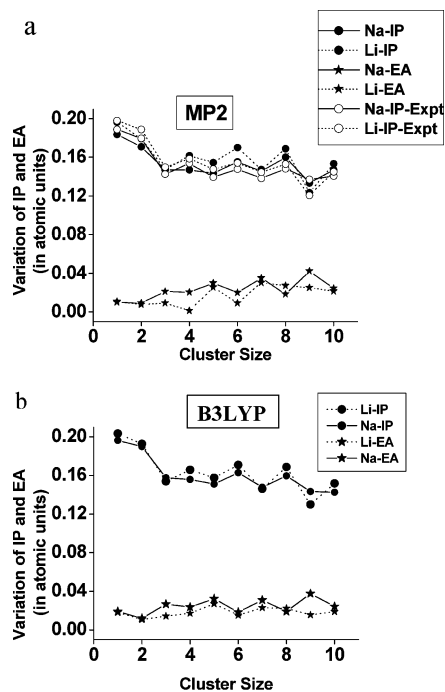 a
Na-IP
Li-IP
Na-EA
Li-EA
Na-IP-Expt
Li-IP-Expt
MP2
Variation of IP and EA
(in atomic units)
0.20
0.16
0.12
0.08
0.04
0.00
0 2 4 6 8 10
Cluster Size
b
B3LYP
Li-IP
Na-IP
Li-EA
Na-EA
Variation of IP and EA
(in atomic units)
0.20
0.16
0.12
0.08
0.04
0.00
0 2 4 6 8 10
Cluster Size